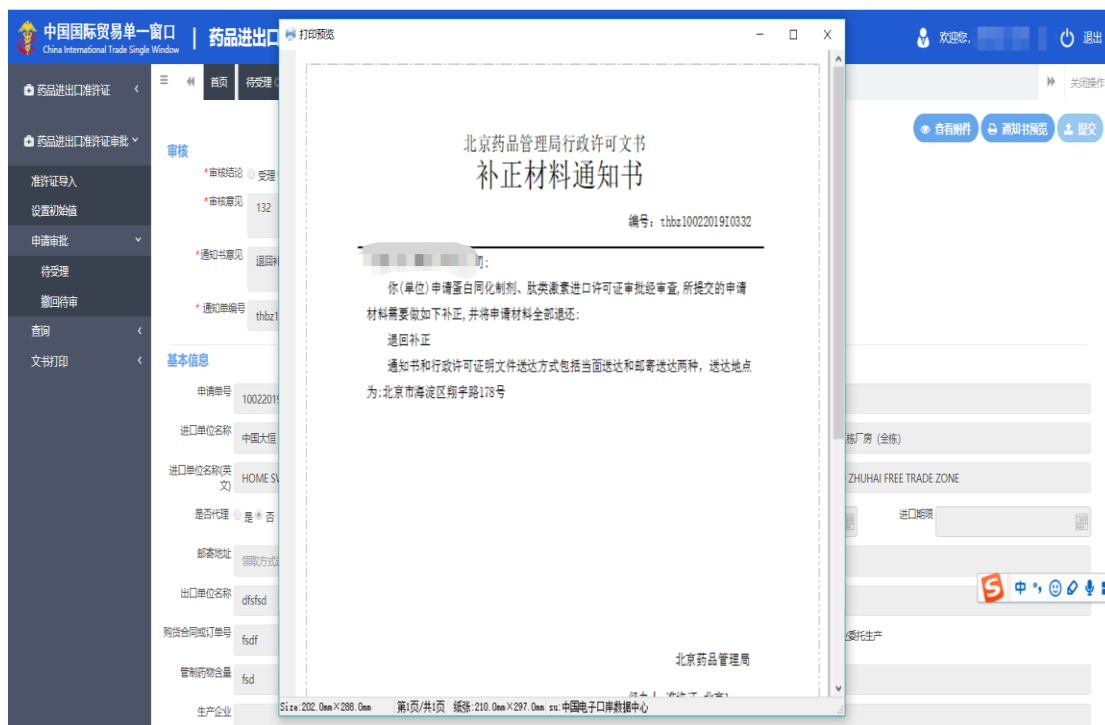 中国国际贸易单一窗口
China International Trade Single Window
药品进出口
打印预览
欢迎您,
退出
药品进出口准许证
首页
待受理
关闭操作
查看附件
通知书预览
提交
药品进出口准许证审批
准许证导入
设置初始值
申请审批
待受理
撤回待审
查询
文书打印
审核
*审核结论
受理
*审核意见
132
*通知书意见
退回补
*通知单编号
thbz1
基本信息
申请单号
10022019
进口单位名称
中国大恒
栋厂房 (全栋)
进口单位名称(英文)
HOME SV
ZHUHAI FREE TRADE ZONE
是否代理
是
否
进口期限
邮寄地址
领取方式
出口单位名称
dfsfsd
购货合同或订单号
fsdf
委托生产
管制药物含量
fsd
生产企业
北京药品管理局行政许可文书
补正材料通知书
编号: thbz10022019I0332
司:
你(单位)申请蛋白同化制剂、肽类激素进口许可证审批经审查,所提交的申请
材料需要做如下补正,并将申请材料全部退还:
退回补正
通知书和行政许可证明文件送达方式包括当面送达和邮寄送达两种, 送达地点
为:北京市海淀区翔宇路178号
北京药品管理局
Size:202.0mm×288.0mm
第1页/共1页
纸张:210.0mm×297.0mm su:中国电子口岸数据中心
中